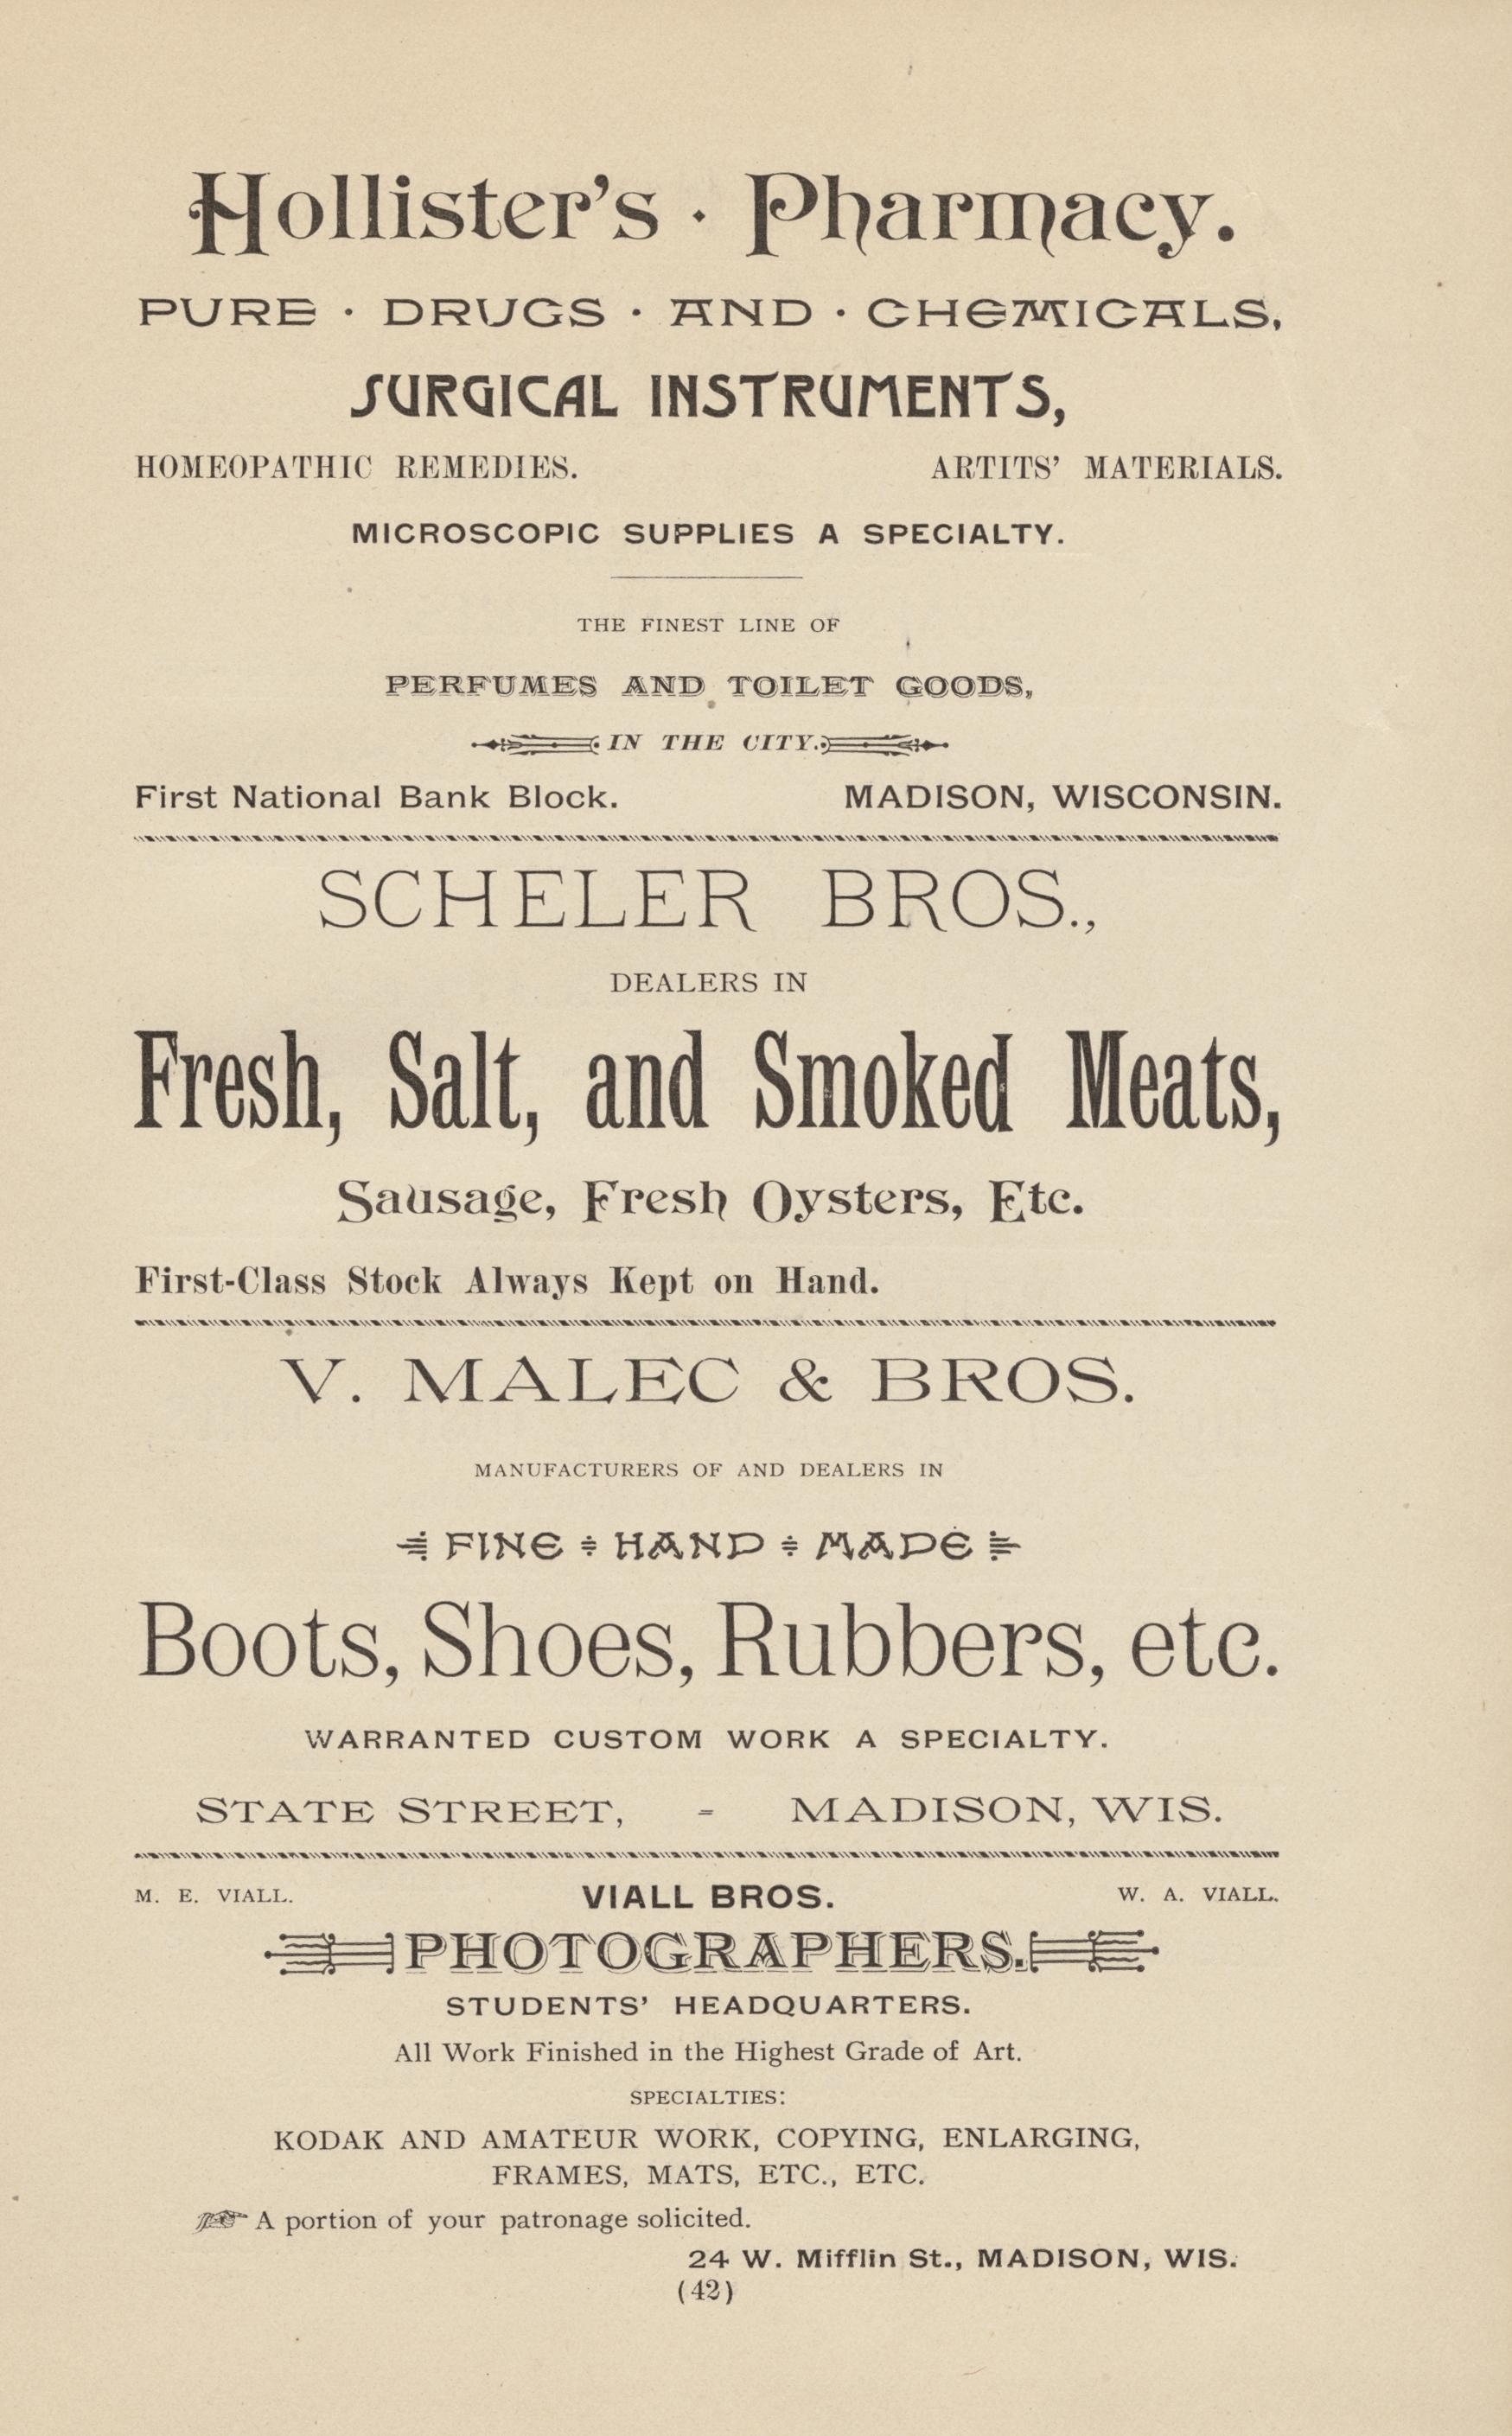 Hollister's · Pharmacy.
PURE · DRUGS · AND · CHEMICALS,
SURGICAL INSTRUMENTS,
HOMEOPATHIC REMEDIES. ARTITS' MATERIALS.
MICROSCOPIC SUPPLIES A SPECIALTY.
THE FINEST LINE OF
PERFUMES AND TOILET GOODS,
IN THE CITY.
First National Bank Block. MADISON, WISCONSIN.
SCHELER BROS.,
DEALERS IN
Fresh, Salt, and Smoked Meats,
Sausage, Fresh Oysters, Etc.
First-Class Stock Always Kept on Hand.
V. MALEC & BROS.
MANUFACTURERS OF AND DEALERS IN
FINE HAND MADE
Boots, Shoes, Rubbers, etc.
WARRANTED CUSTOM WORK A SPECIALTY.
STATE STREET, - MADISON, WIS.
M. E. VIALL. VIALL BROS. W. A. VIALL.
PHOTOGRAPHERS.
STUDENTS' HEADQUARTERS.
All Work Finished in the Highest Grade of Art.
SPECIALTIES:
KODAK AND AMATEUR WORK, COPYING, ENLARGING,
FRAMES, MATS, ETC., ETC.
☞ A portion of your patronage solicited.
24 W. Mifflin St., MADISON, WIS.
(42)